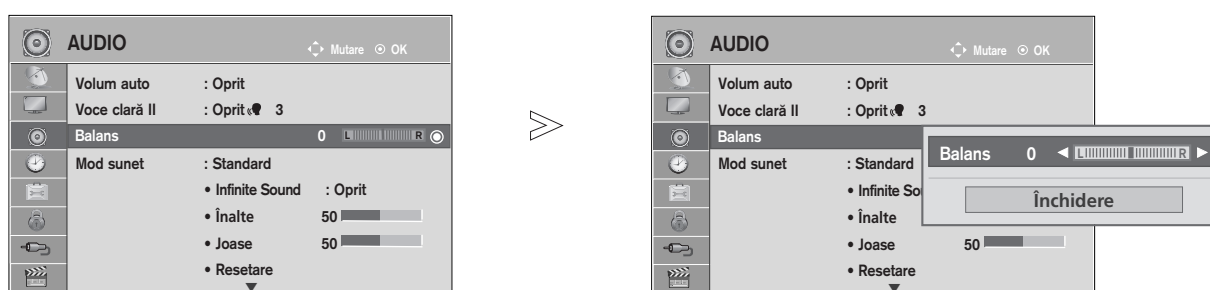 AUDIO
Mutare OK
Volum auto : Oprit
Voce clară II : Oprit 3
Balans 0 L R
Mod sunet : Standard
• Infinite Sound : Oprit
• Înalte 50
• Joase 50
• Resetare
AUDIO
Mutare OK
Volum auto : Oprit
Voce clară II : Oprit 3
Balans
Mod sunet : Standard
• Infinite So
• Înalte
• Joase 50
• Resetare
Balans 0 L R
Închidere